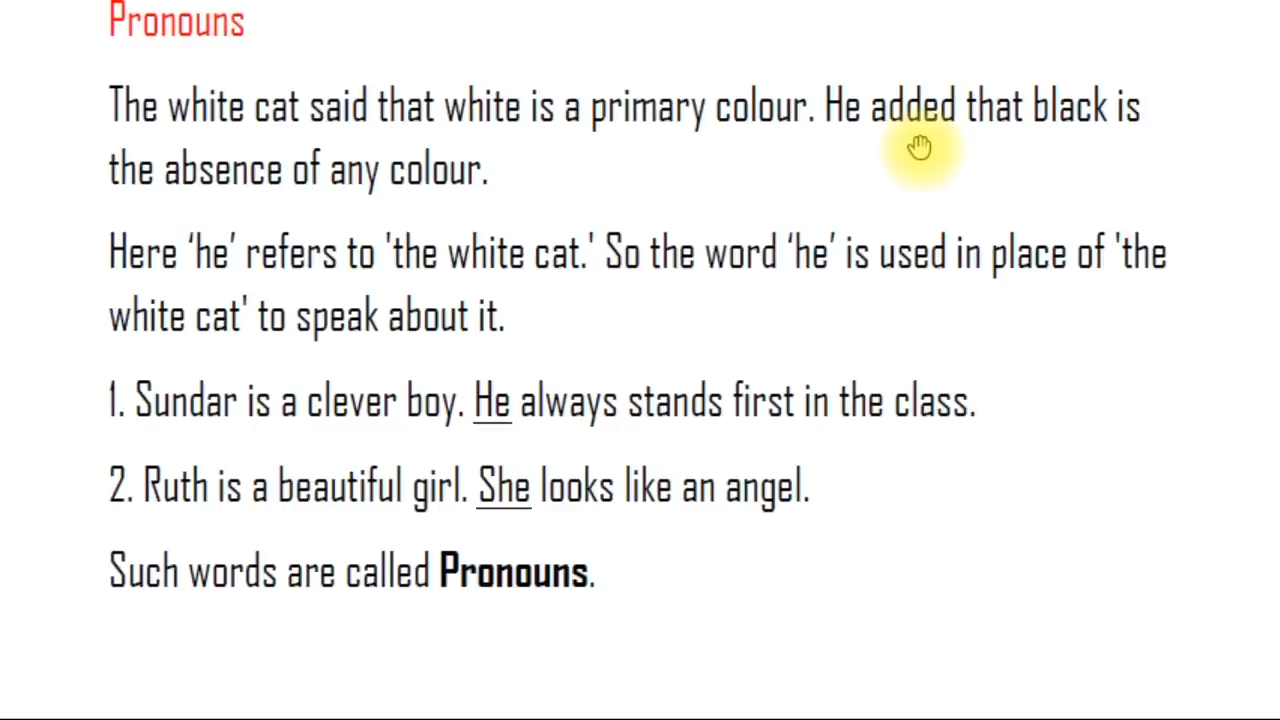 Pronouns
The white cat said that white is a primary colour. He added that black is
the absence of any colour.
Here ‘he’ refers to 'the white cat.' So the word ‘he’ is used in place of 'the
white cat' to speak about it.
1. Sundar is a clever boy. He always stands first in the class.
2. Ruth is a beautiful girl. She looks like an angel.
Such words are called Pronouns.